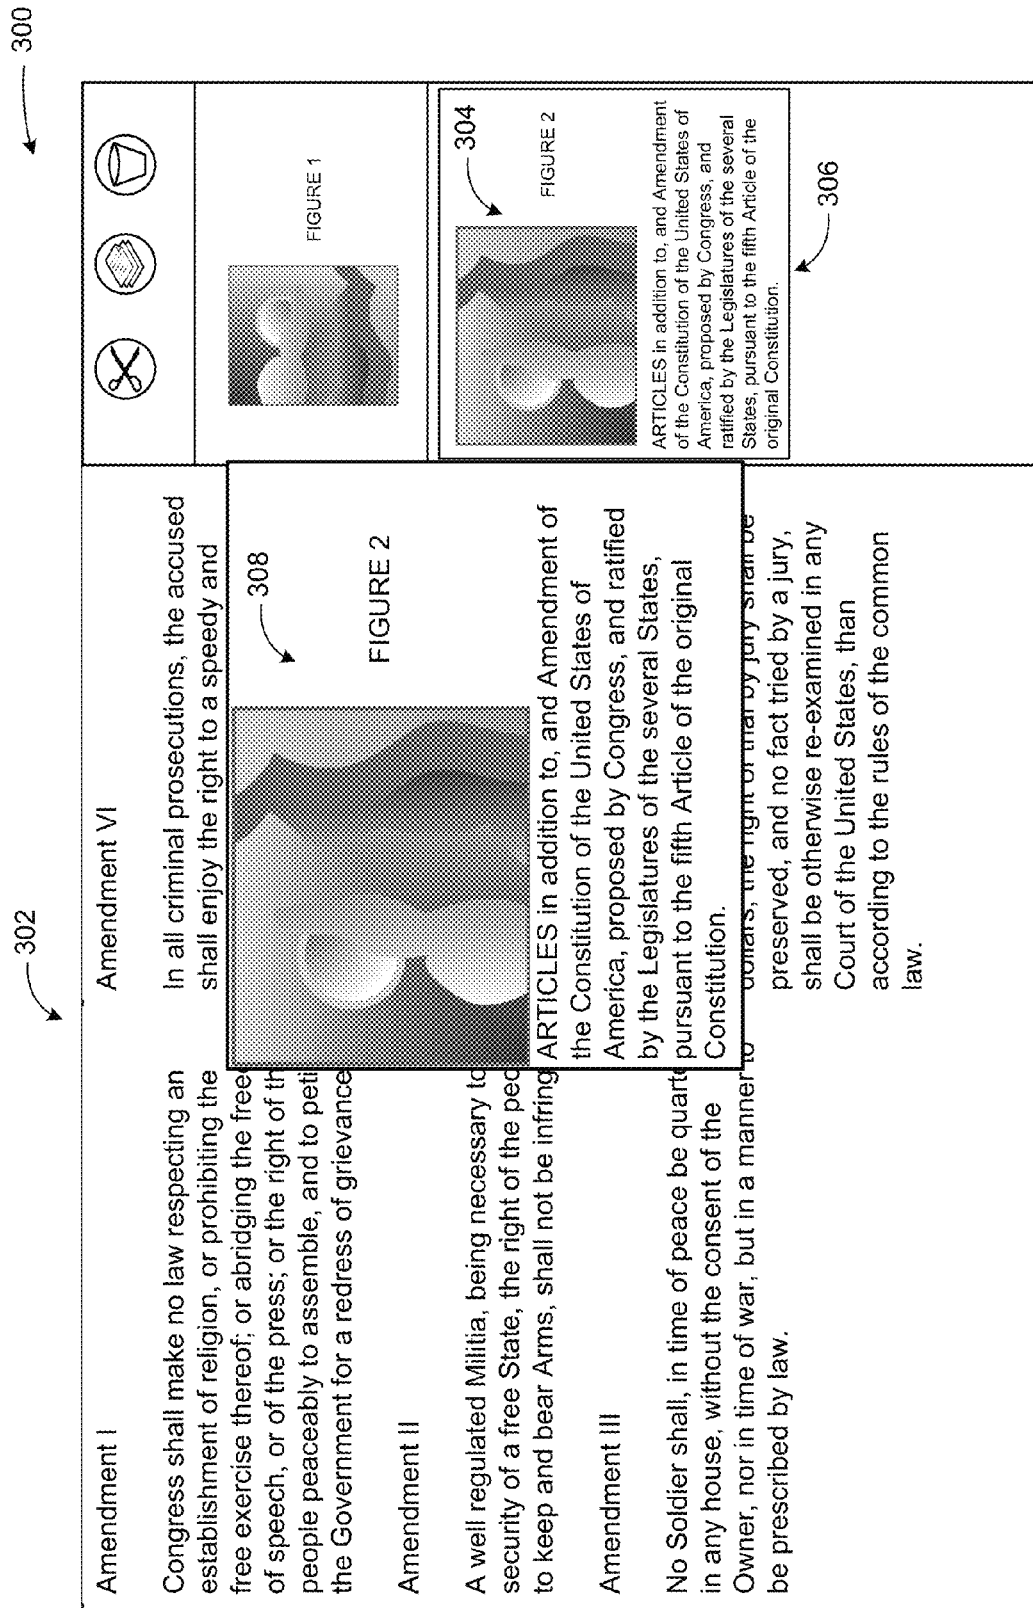 300
302
Amendment I
Congress shall make no law respecting an
establishment of religion, or prohibiting the
free exercise thereof; or abridging the
of speech, or of the press; or the right of
people peaceably to assemble, and to
the Government for a redress of
Amendment II
A well regulated Militia, being necessary to
security of a free State, the right of the
to keep and bear Arms, shall not be
Amendment III
No Soldier shall, in time of peace be
in any house, without the consent of the
Owner, nor in time of war, but in a manner to
be prescribed by law.
Amendment VI
In all criminal prosecutions, the accused
shall enjoy the right to a speedy and
dollars, the right of trial by jury shall be
preserved, and no fact tried by a jury,
shall be otherwise re-examined in any
Court of the United States, than
according to the rules of the common
law.
308
FIGURE 2
ARTICLES in addition to, and Amendment of
the Constitution of the United States of
America, proposed by Congress, and ratified
by the Legislatures of the several States,
pursuant to the fifth Article of the original
Constitution.
FIGURE 1
304
FIGURE 2
ARTICLES in addition to, and Amendment
of the Constitution of the United States of
America, proposed by Congress, and
ratified by the Legislatures of the several
States, pursuant to the fifth Article of the
original Constitution.
306